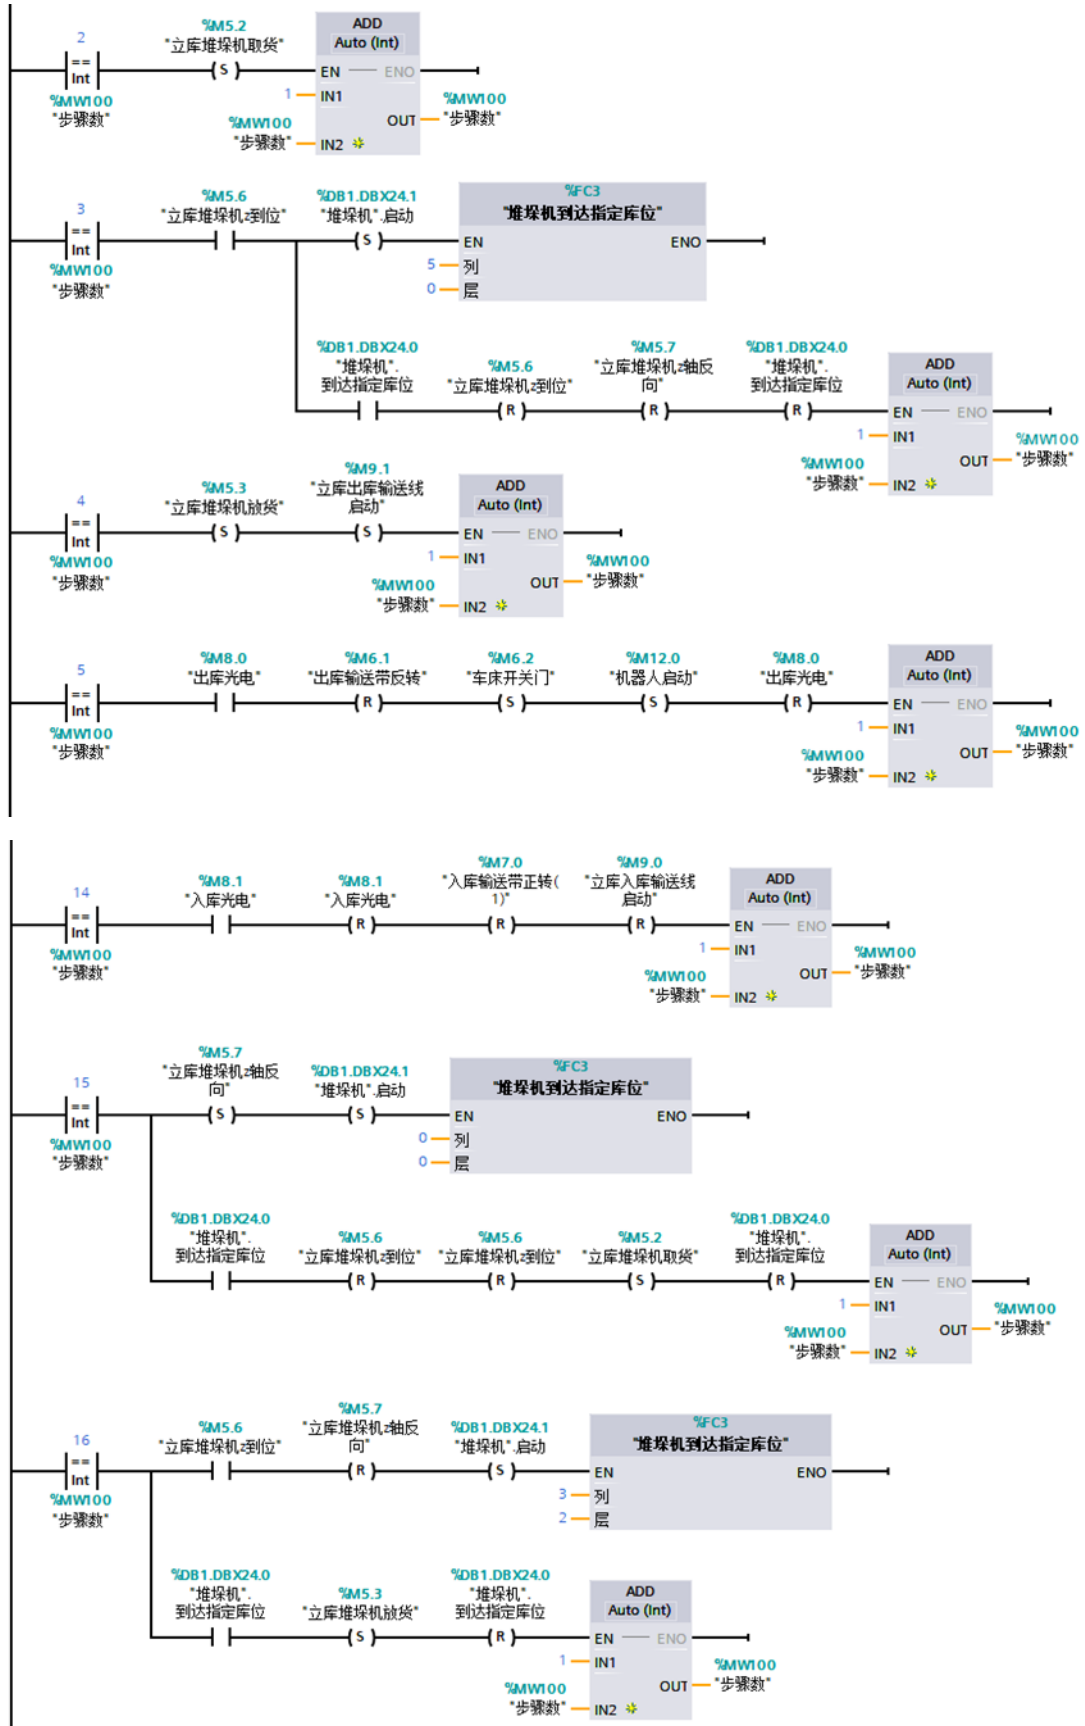 %M5.2
"立库堆垛机取货"
ADD
Auto (Int)
2
==
Int
%MW100
"步骤数"
( S )
EN
ENO
1
IN1
%MW100
"步骤数"
IN2
OUT
%MW100
"步骤数"
3
==
Int
%MW100
"步骤数"
%M5.6
"立库堆垛机z到位"
%DB1.DBX24.1
"堆垛机".启动
( S )
%FC3
"堆垛机到达指定库位"
EN
ENO
5
列
0
层
%DB1.DBX24.0
"堆垛机".
到达指定库位
%M5.6
"立库堆垛机z到位"
( R )
%M5.7
"立库堆垛机z轴反
向"
( R )
%DB1.DBX24.0
"堆垛机".
到达指定库位
( R )
ADD
Auto (Int)
EN
ENO
1
IN1
%MW100
"步骤数"
IN2
OUT
%MW100
"步骤数"
4
==
Int
%MW100
"步骤数"
%M5.3
"立库堆垛机放货"
( S )
%M9.1
"立库出库输送线
启动"
( S )
ADD
Auto (Int)
EN
ENO
1
IN1
%MW100
"步骤数"
IN2
OUT
%MW100
"步骤数"
5
==
Int
%MW100
"步骤数"
%M8.0
"出库光电"
%M6.1
"出库输送带反转"
( R )
%M6.2
"车床开关门"
( S )
%M12.0
"机器人启动"
( S )
%M8.0
"出库光电"
( R )
ADD
Auto (Int)
EN
ENO
1
IN1
%MW100
"步骤数"
IN2
OUT
%MW100
"步骤数"
14
==
Int
%MW100
"步骤数"
%M8.1
"入库光电"
%M8.1
"入库光电"
( R )
%M7.0
"入库输送带正转(
1)"
( R )
%M9.0
"立库入库输送线
启动"
( R )
ADD
Auto (Int)
EN
ENO
1
IN1
%MW100
"步骤数"
IN2
OUT
%MW100
"步骤数"
15
==
Int
%MW100
"步骤数"
%M5.7
"立库堆垛机z轴反
向"
( S )
%DB1.DBX24.1
"堆垛机".启动
( S )
%FC3
"堆垛机到达指定库位"
EN
ENO
0
列
0
层
%DB1.DBX24.0
"堆垛机".
到达指定库位
%M5.6
"立库堆垛机z到位"
( R )
%M5.6
"立库堆垛机z到位"
( R )
%M5.2
"立库堆垛机取货"
( S )
%DB1.DBX24.0
"堆垛机".
到达指定库位
( R )
ADD
Auto (Int)
EN
ENO
1
IN1
%MW100
"步骤数"
IN2
OUT
%MW100
"步骤数"
16
==
Int
%MW100
"步骤数"
%M5.6
"立库堆垛机z到位"
%M5.7
"立库堆垛机z轴反
向"
( R )
%DB1.DBX24.1
"堆垛机".启动
( S )
%FC3
"堆垛机到达指定库位"
EN
ENO
3
列
2
层
%DB1.DBX24.0
"堆垛机".
到达指定库位
%M5.3
"立库堆垛机放货"
( S )
%DB1.DBX24.0
"堆垛机".
到达指定库位
( R )
ADD
Auto (Int)
EN
ENO
1
IN1
%MW100
"步骤数"
IN2
OUT
%MW100
"步骤数"